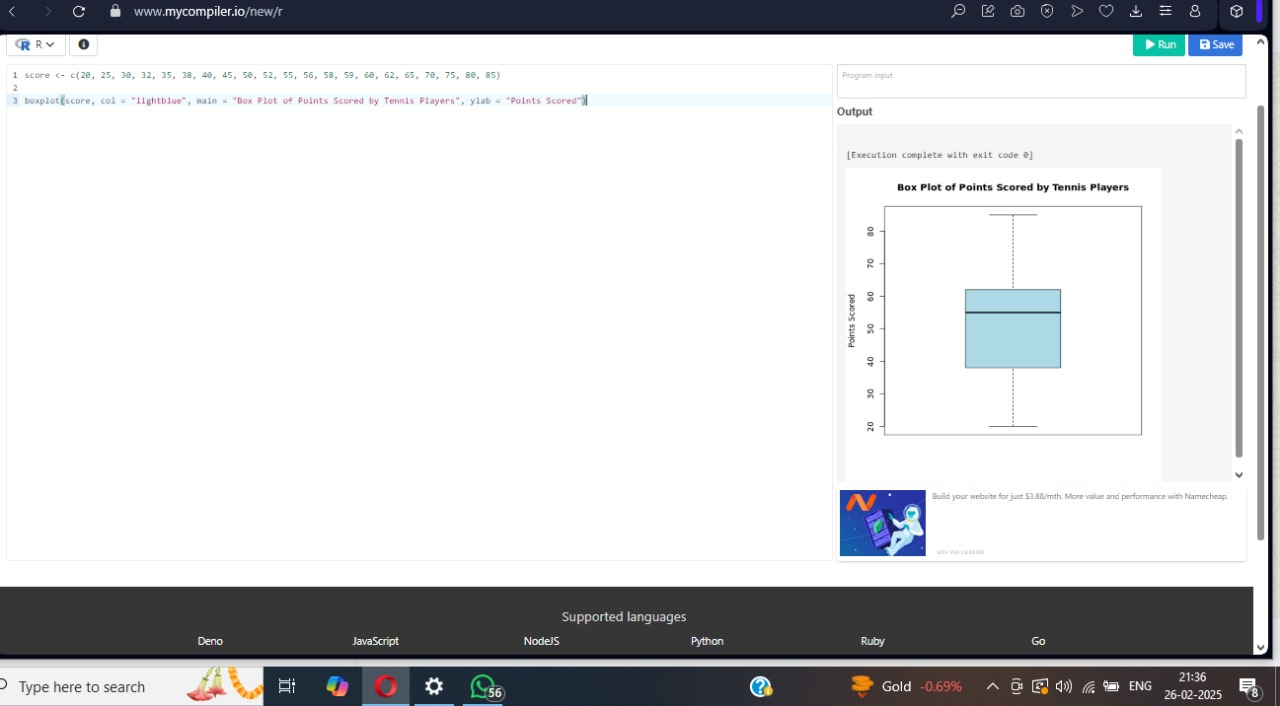 www.mycompiler.io/new/r
R
Run
Save
1 score <- c(20, 25, 30, 32, 35, 38, 40, 45, 50, 52, 55, 56, 58, 59, 60, 62, 65, 70, 75, 80, 85)
2
3 boxplot(score, col = "lightblue", main = "Box Plot of Points Scored by Tennis Players", ylab = "Points Scored")
Program input
Output
[Execution complete with exit code 0]
Box Plot of Points Scored by Tennis Players
Points Scored
80
70
60
50
40
30
20
Build your website for just $3.88/mth. More value and performance with Namecheap.
ADS VIA CARBON
Supported languages
Deno JavaScript NodeJS Python Ruby Go
Type here to search
56
Gold -0.69%
ENG
21:36
26-02-2025
8